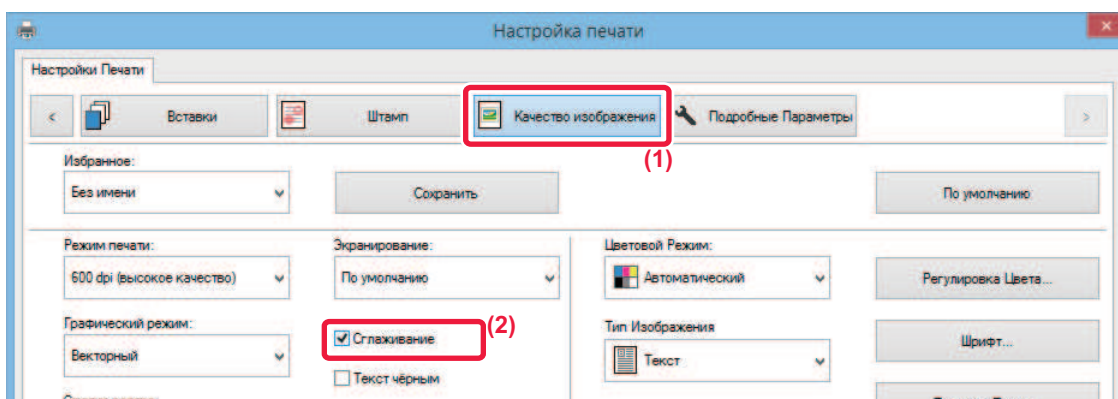 Настройка печати
Настройки Печати
< Вставки Штамп Качество изображения Подробные Параметры >
(1)
Избранное:
Без имени Сохранить По умолчанию
Режим печати: Экранирование: Цветовой Режим:
600 dpi (высокое качество) По умолчанию Автоматический Регулировка Цвета...
Графический режим: Сглаживание (2) Тип Изображения
Векторный Текст Шрифт...
Текст чёрным